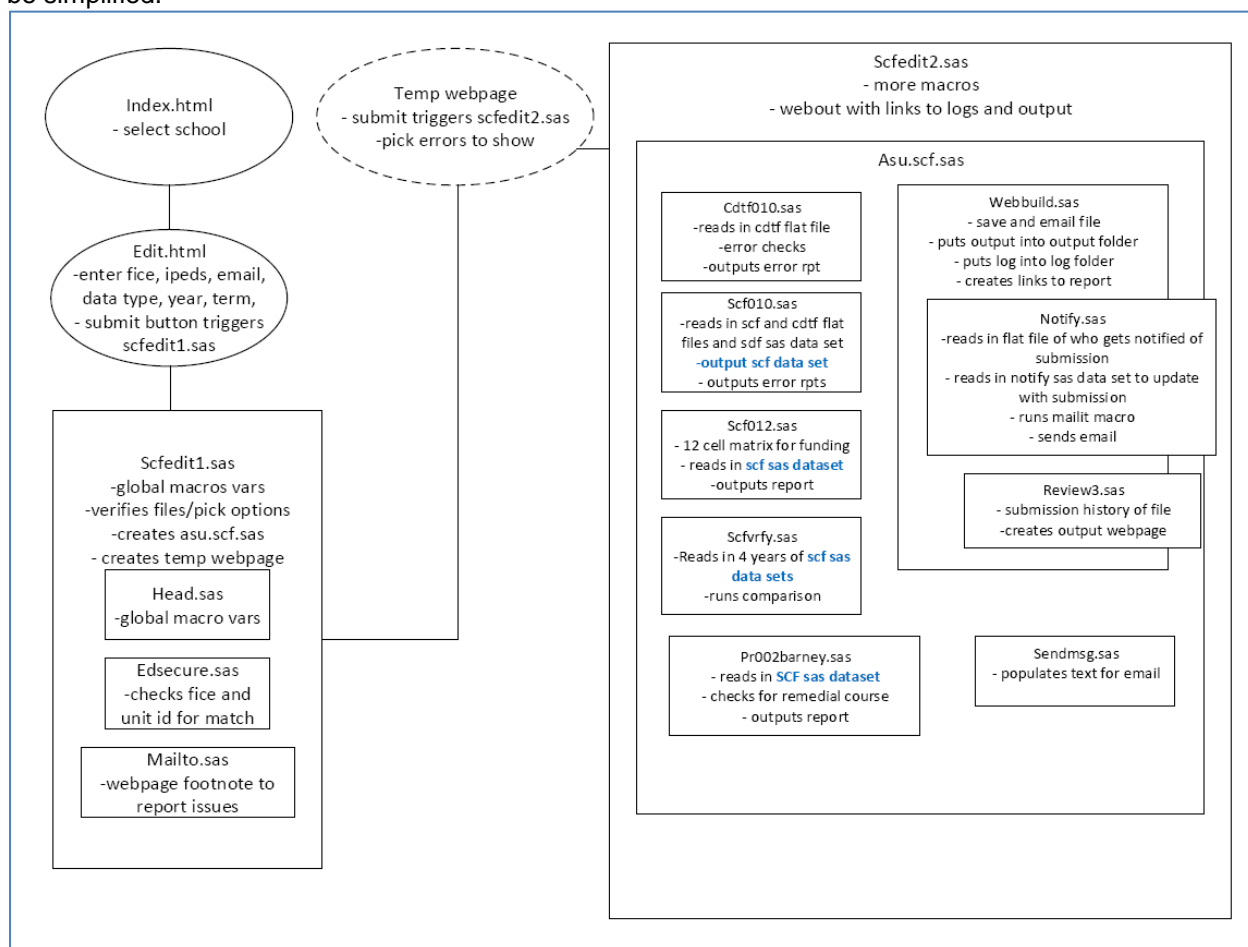 be simplified.
Index.html
- select school
Edit.html
-enter fice, ipeds, email,
data type, year, term,
- submit button triggers
scfedit1.sas
Scfedit1.sas
-global macros vars
-verifies files/pick options
-creates asu.scf.sas
- creates temp webpage
Head.sas
-global macro vars
Edsecure.sas
-checks fice and
unit id for match
Mailto.sas
-webpage footnote to
report issues
Temp webpage
- submit triggers scfedit2.sas
-pick errors to show
Scfedit2.sas
- more macros
- webout with links to logs and output
Asu.scf.sas
Cdtf010.sas
-reads in cdtf flat file
-error checks
-outputs error rpt
Scf010.sas
-reads in scf and cdtf flat
files and sdf sas data set
-output scf data set
- outputs error rpts
Scf012.sas
- 12 cell matrix for funding
- reads in scf sas dataset
-outputs report
Scfvrfy.sas
-Reads in 4 years of scf sas
data sets
-runs comparison
Pr002barney.sas
- reads in SCF sas dataset
- checks for remedial course
- outputs report
Webbuild.sas
- save and email file
- puts output into output folder
- puts log into log folder
- creates links to report
Notify.sas
-reads in flat file of who gets notified of
submission
- reads in notify sas data set to update
with submission
- runs mailit macro
- sends email
Review3.sas
- submission history of file
-creates output webpage
Sendmsg.sas
- populates text for email